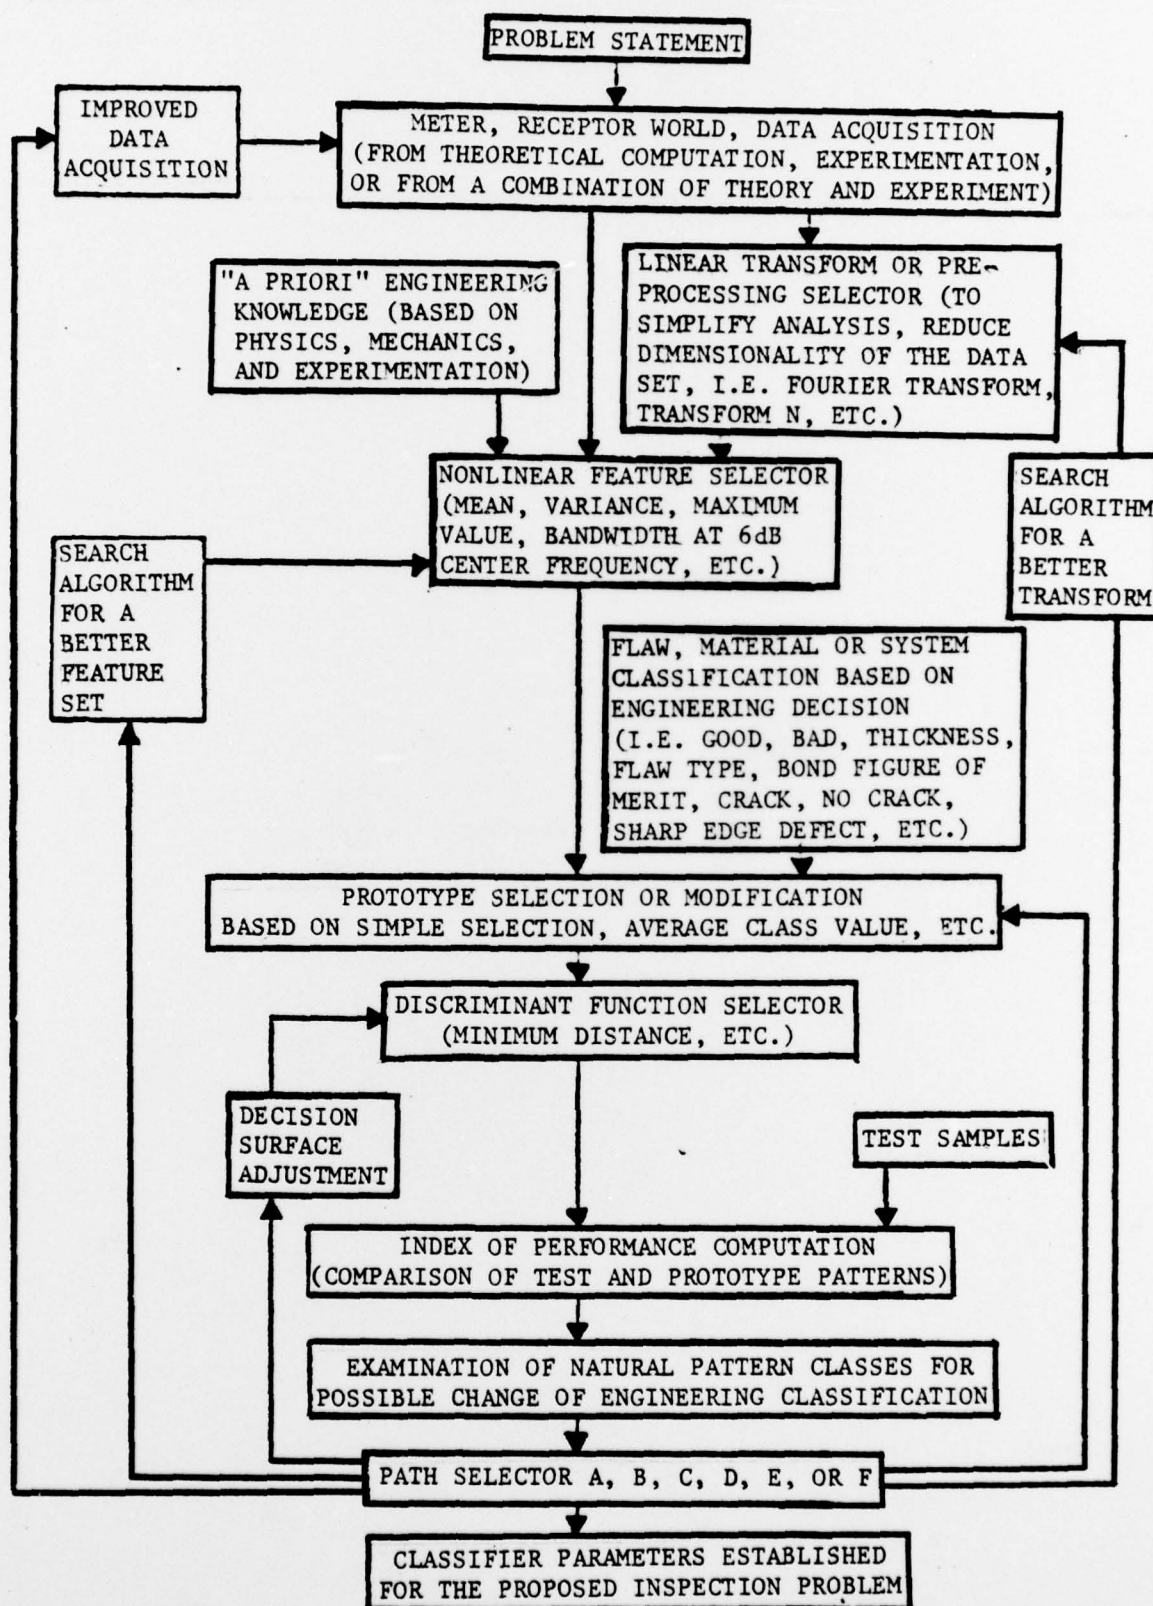 PROBLEM STATEMENT
IMPROVED
DATA
ACQUISITION
METER, RECEPTOR WORLD, DATA ACQUISITION
(FROM THEORETICAL COMPUTATION, EXPERIMENTATION,
OR FROM A COMBINATION OF THEORY AND EXPERIMENT)
"A PRIORI" ENGINEERING
KNOWLEDGE (BASED ON
PHYSICS, MECHANICS,
AND EXPERIMENTATION)
LINEAR TRANSFORM OR PRE-
PROCESSING SELECTOR (TO
SIMPLIFY ANALYSIS, REDUCE
DIMENSIONALITY OF THE DATA
SET, I.E. FOURIER TRANSFORM,
TRANSFORM N, ETC.)
NONLINEAR FEATURE SELECTOR
(MEAN, VARIANCE, MAXIMUM
VALUE, BANDWIDTH AT 6dB
CENTER FREQUENCY, ETC.)
SEARCH
ALGORITHM
FOR A
BETTER
TRANSFORM
SEARCH
ALGORITHM
FOR A
BETTER
FEATURE
SET
FLAW, MATERIAL OR SYSTEM
CLASSIFICATION BASED ON
ENGINEERING DECISION
(I.E. GOOD, BAD, THICKNESS,
FLAW TYPE, BOND FIGURE OF
MERIT, CRACK, NO CRACK,
SHARP EDGE DEFECT, ETC.)
PROTOTYPE SELECTION OR MODIFICATION
BASED ON SIMPLE SELECTION, AVERAGE CLASS VALUE, ETC.
DISCRIMINANT FUNCTION SELECTOR
(MINIMUM DISTANCE, ETC.)
DECISION
SURFACE
ADJUSTMENT
TEST SAMPLES
INDEX OF PERFORMANCE COMPUTATION
(COMPARISON OF TEST AND PROTOTYPE PATTERNS)
EXAMINATION OF NATURAL PATTERN CLASSES FOR
POSSIBLE CHANGE OF ENGINEERING CLASSIFICATION
PATH SELECTOR A, B, C, D, E, OR F
CLASSIFIER PARAMETERS ESTABLISHED
FOR THE PROPOSED INSPECTION PROBLEM